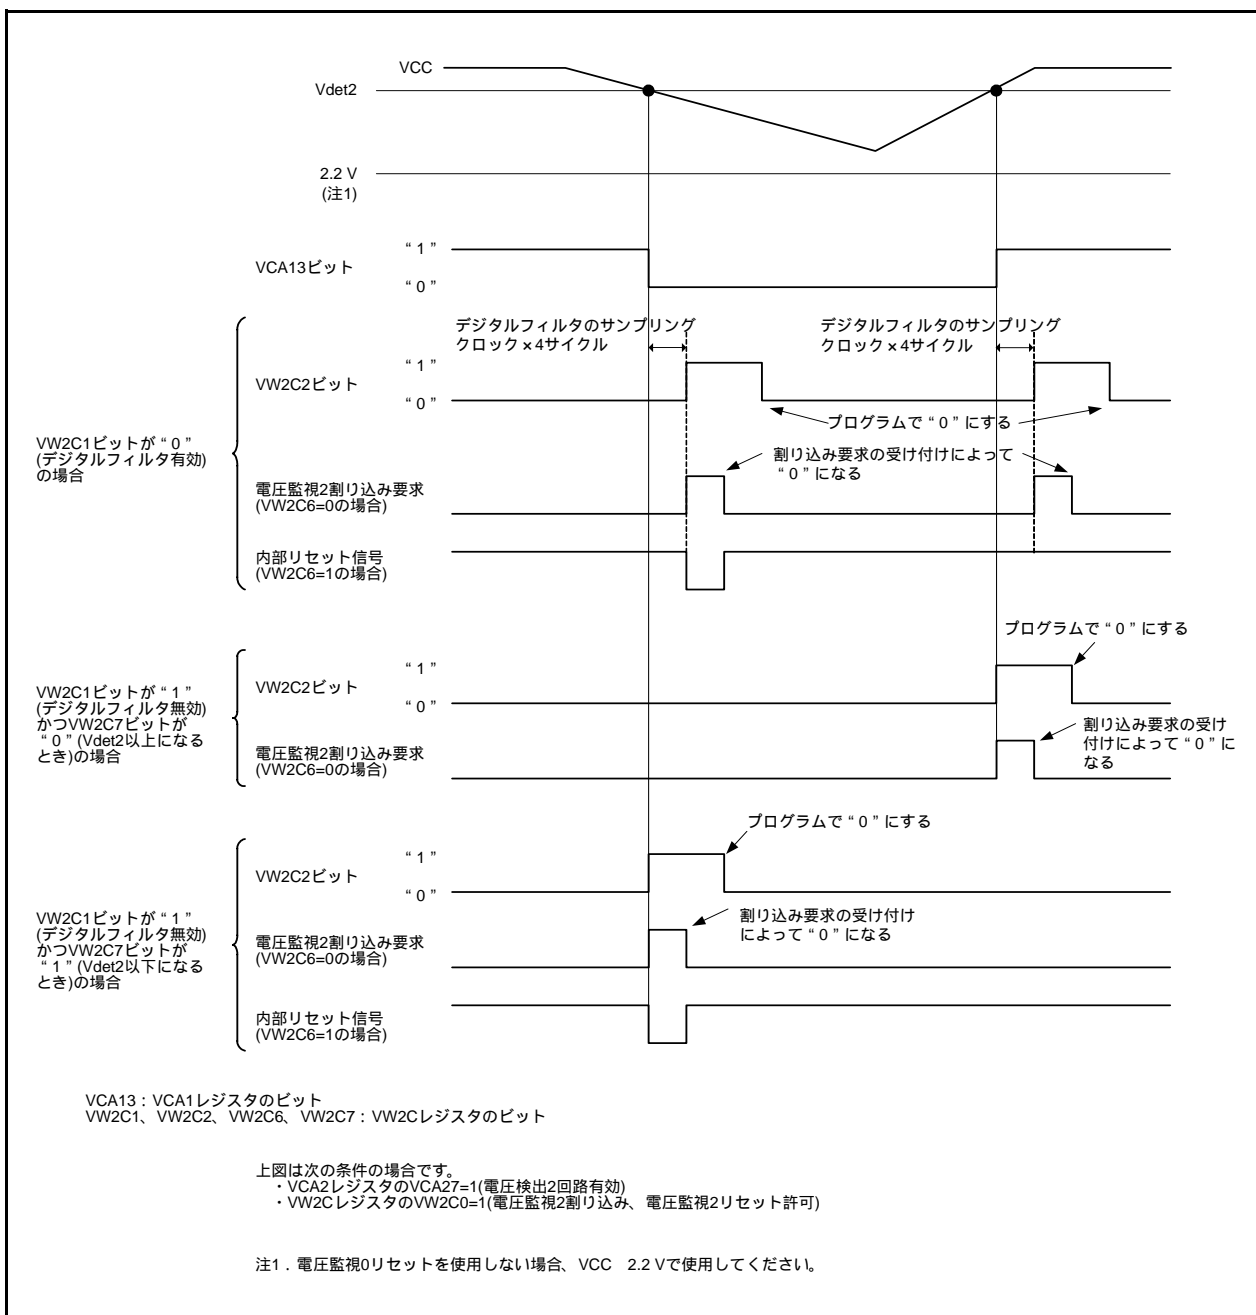 VCC
Vdet2
2.2 V
(注1)
“ 1 ”
VCA13ビット
“ 0 ”
デジタルフィルタのサンプリング
クロック×4サイクル
デジタルフィルタのサンプリング
クロック×4サイクル
“ 1 ”
VW2C2ビット
“ 0 ”
プログラムで“ 0 ”にする
VW2C1ビットが“ 0 ”
(デジタルフィルタ有効)
の場合
割り込み要求の受け付けによって
“ 0 ”になる
電圧監視2割り込み要求
(VW2C6=0の場合)
内部リセット信号
(VW2C6=1の場合)
プログラムで“ 0 ”にする
“ 1 ”
VW2C2ビット
“ 0 ”
VW2C1ビットが“ 1 ”
(デジタルフィルタ無効)
かつVW2C7ビットが
“ 0 ”(Vdet2以上になる
とき)の場合
割り込み要求の受け
付けによって“ 0 ”に
なる
電圧監視2割り込み要求
(VW2C6=0の場合)
プログラムで“ 0 ”にする
“ 1 ”
VW2C2ビット
“ 0 ”
VW2C1ビットが“ 1 ”
(デジタルフィルタ無効)
かつVW2C7ビットが
“ 1 ”(Vdet2以下になる
とき)の場合
割り込み要求の受け付け
によって“ 0 ”になる
電圧監視2割り込み要求
(VW2C6=0の場合)
内部リセット信号
(VW2C6=1の場合)
VCA13：VCA1レジスタのビット
VW2C1、VW2C2、VW2C6、VW2C7：VW2Cレジスタのビット
上図は次の条件の場合です。
・VCA2レジスタのVCA27=1(電圧検出2回路有効)
・VW2CレジスタのVW2C0=1(電圧監視2割り込み、電圧監視2リセット許可)
注1．電圧監視0リセットを使用しない場合、VCC　2.2 Vで使用してください。